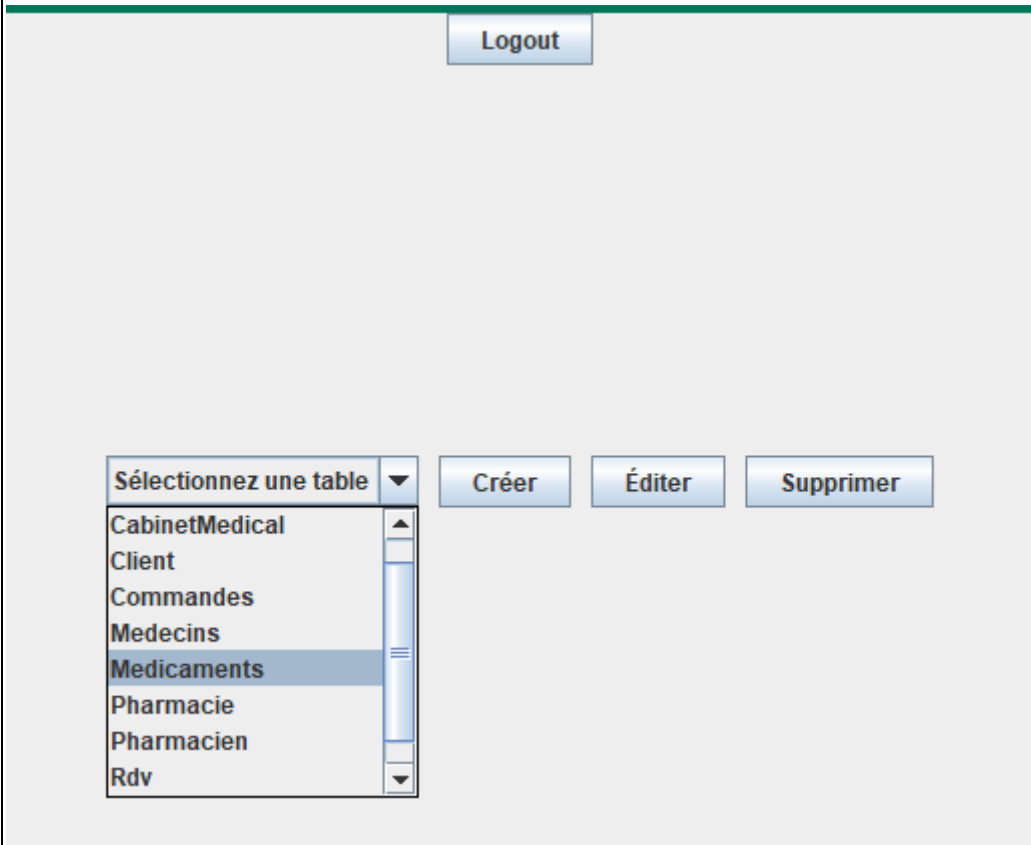 Logout
Sélectionnez une table Créer Éditer Supprimer
CabinetMedical
Client
Commandes
Medecins
Medicaments
Pharmacie
Pharmacien
Rdv